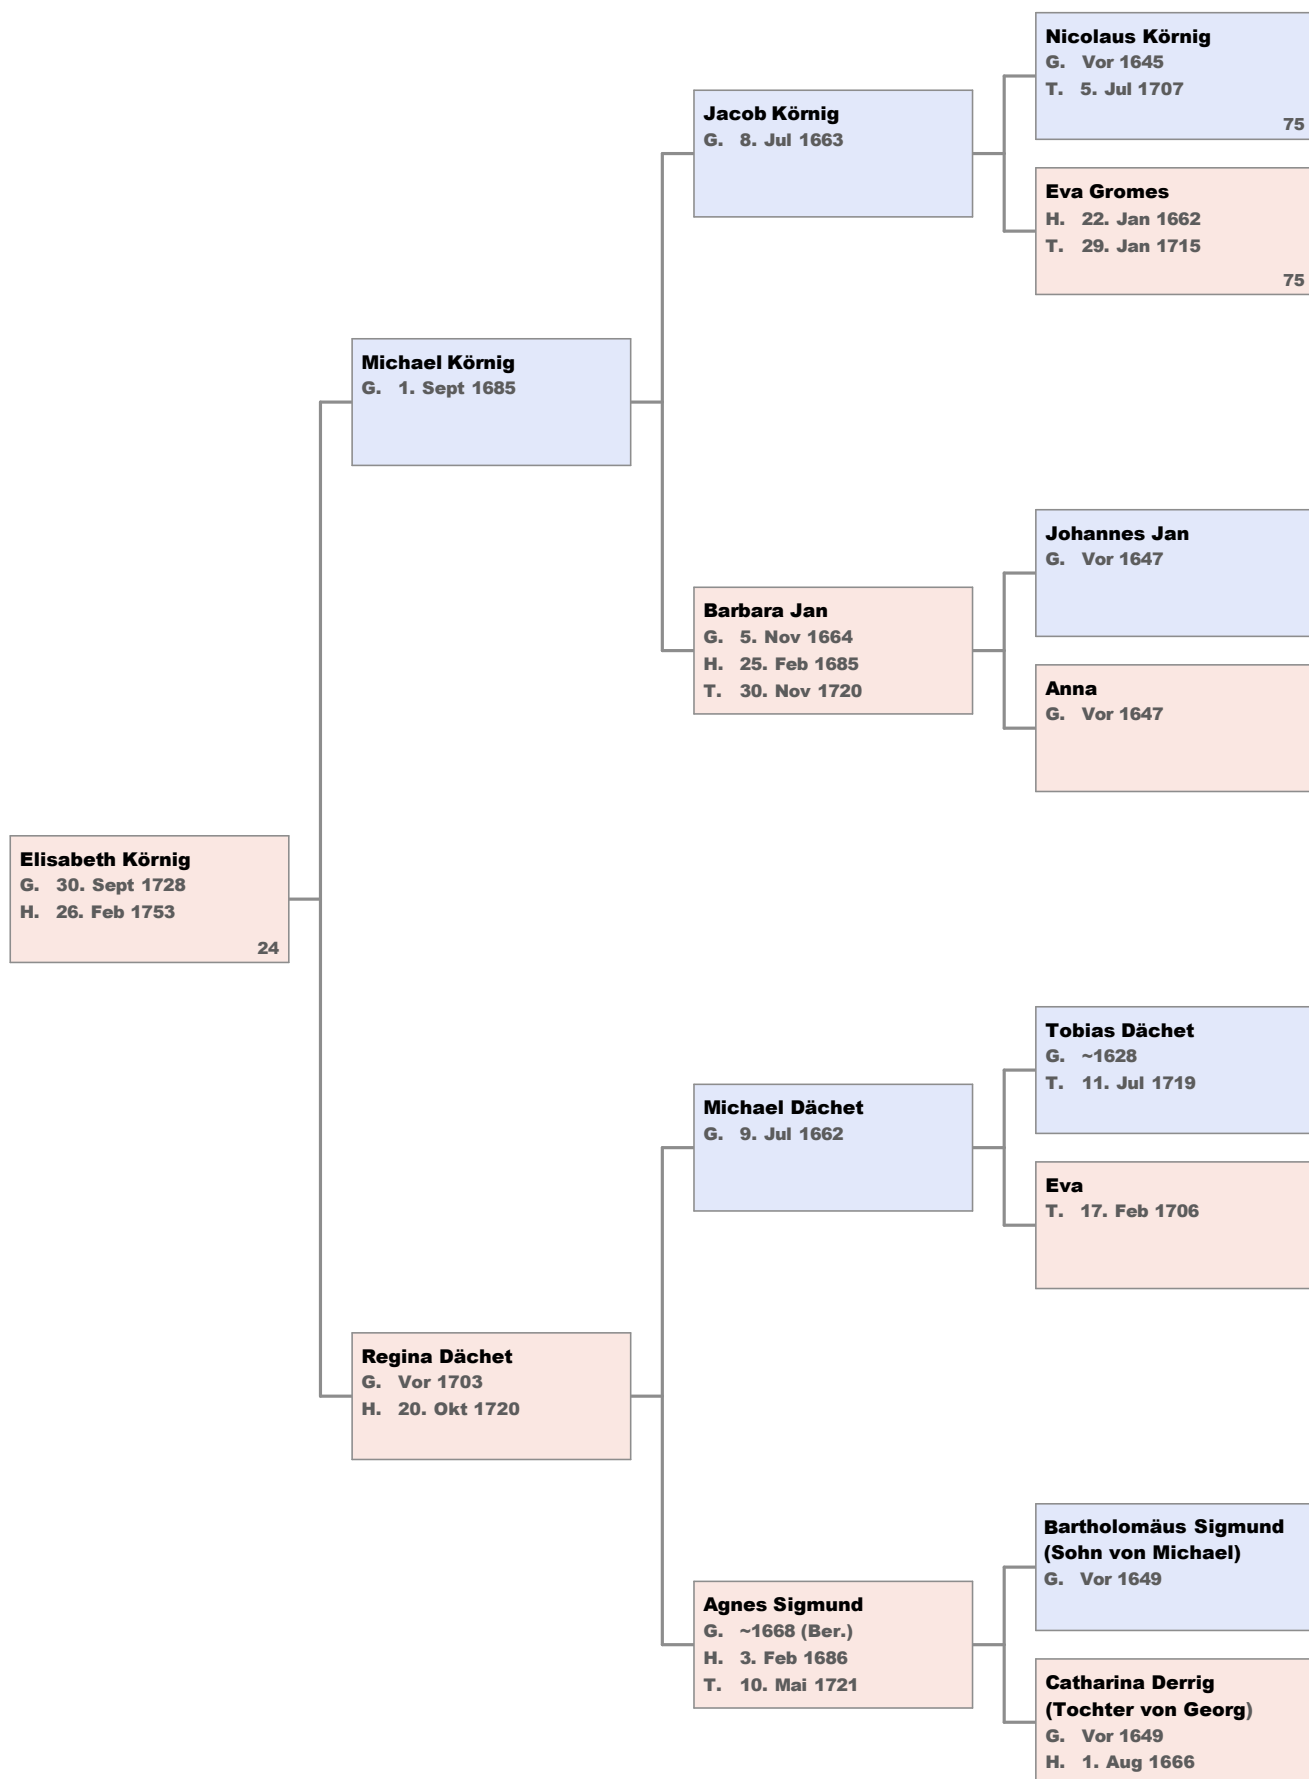 Nicolaus Körnig
G. Vor 1645
T. 5. Jul 1707
75
Jacob Körnig
G. 8. Jul 1663
Eva Gromes
H. 22. Jan 1662
T. 29. Jan 1715
75
Michael Körnig
G. 1. Sept 1685
Johannes Jan
G. Vor 1647
Barbara Jan
G. 5. Nov 1664
H. 25. Feb 1685
T. 30. Nov 1720
Anna
G. Vor 1647
Elisabeth Körnig
G. 30. Sept 1728
H. 26. Feb 1753
24
Tobias Dächet
G. ~1628
T. 11. Jul 1719
Michael Dächet
G. 9. Jul 1662
Eva
T. 17. Feb 1706
Regina Dächet
G. Vor 1703
H. 20. Okt 1720
Bartholomäus Sigmund
(Sohn von Michael)
G. Vor 1649
Agnes Sigmund
G. ~1668 (Ber.)
H. 3. Feb 1686
T. 10. Mai 1721
Catharina Derrig
(Tochter von Georg)
G. Vor 1649
H. 1. Aug 1666